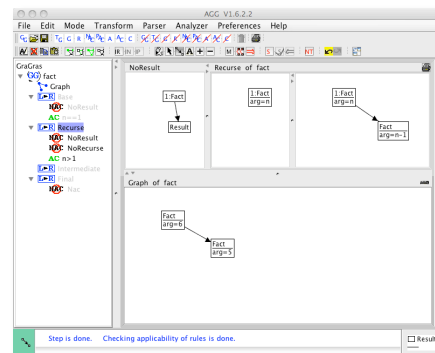 AGG V1.6.2.2
File Edit Mode Transform Parser Analyzer Preferences Help
GraGras
GG fact
Graph
L R Base
NAC NoResult
AC n==1
L R Recurse
NAC NoResult
NAC NoRecurse
AC n>1
L R Intermediate
L R Final
NAC Nac
NoResult
1:Fact
Result
Recurse of fact
1:Fact
arg=n
1:Fact
arg=n
Fact
arg=n-1
Graph of fact
Fact
arg=6
Fact
arg=5
Step is done. Checking applicability of rules is done.
Resul